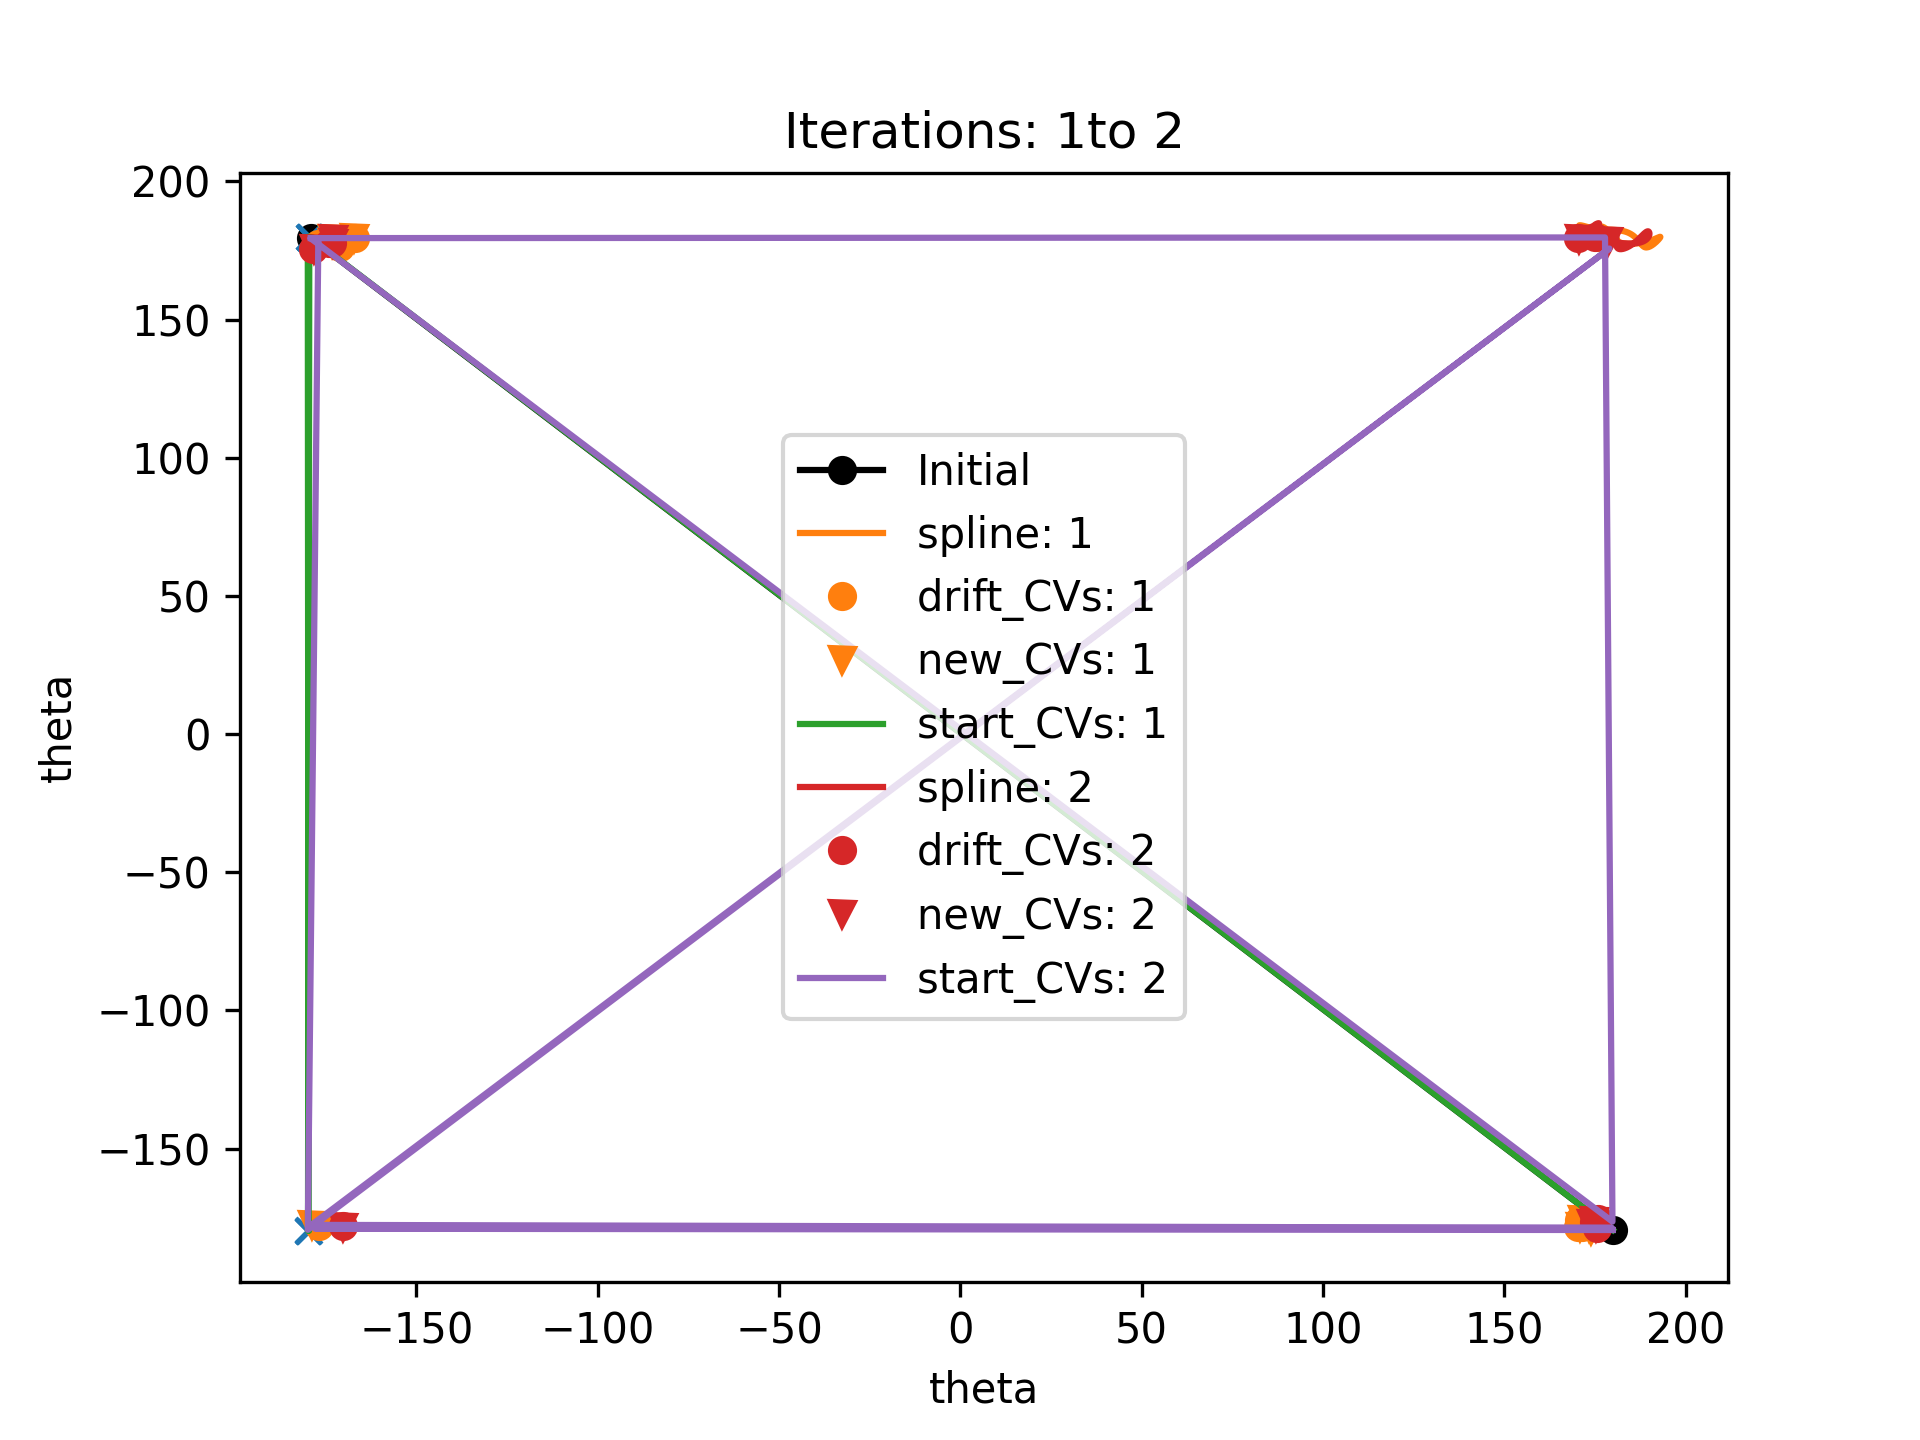 Iterations: 1to 2
200
150
100
50
0
−50
−100
−150
theta
Initial
spline: 1
drift_CVs: 1
new_CVs: 1
start_CVs: 1
spline: 2
drift_CVs: 2
new_CVs: 2
start_CVs: 2
−150 −100 −50 0 50 100 150 200
theta